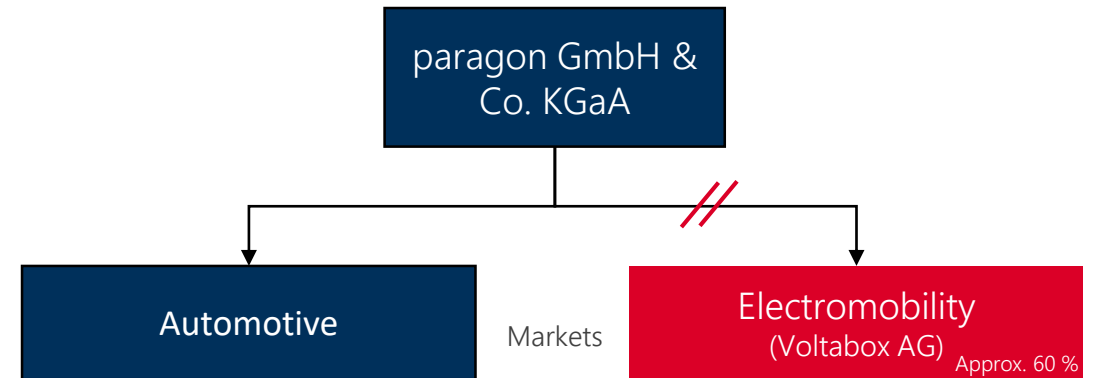 paragon GmbH &
Co. KGaA
Automotive
Markets
Electromobility
(Voltabox AG)
Approx. 60 %